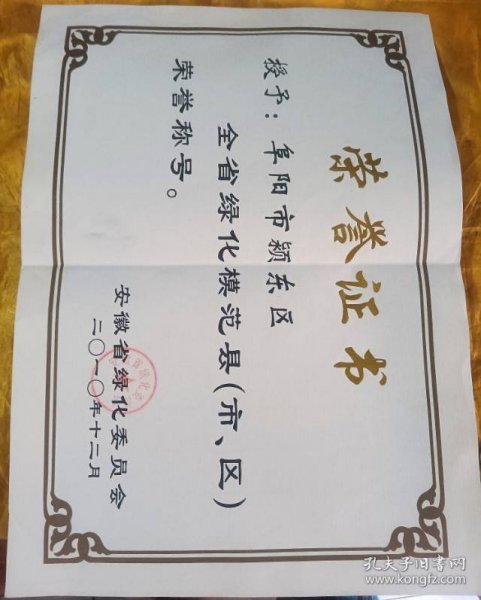 荣誉证书
授予：阜阳市颍东区
全省绿化模范县(市、区)
荣誉称号。
安徽省绿化委员会
二〇一〇年十二月
孔夫子旧书网
www.kongfz.com